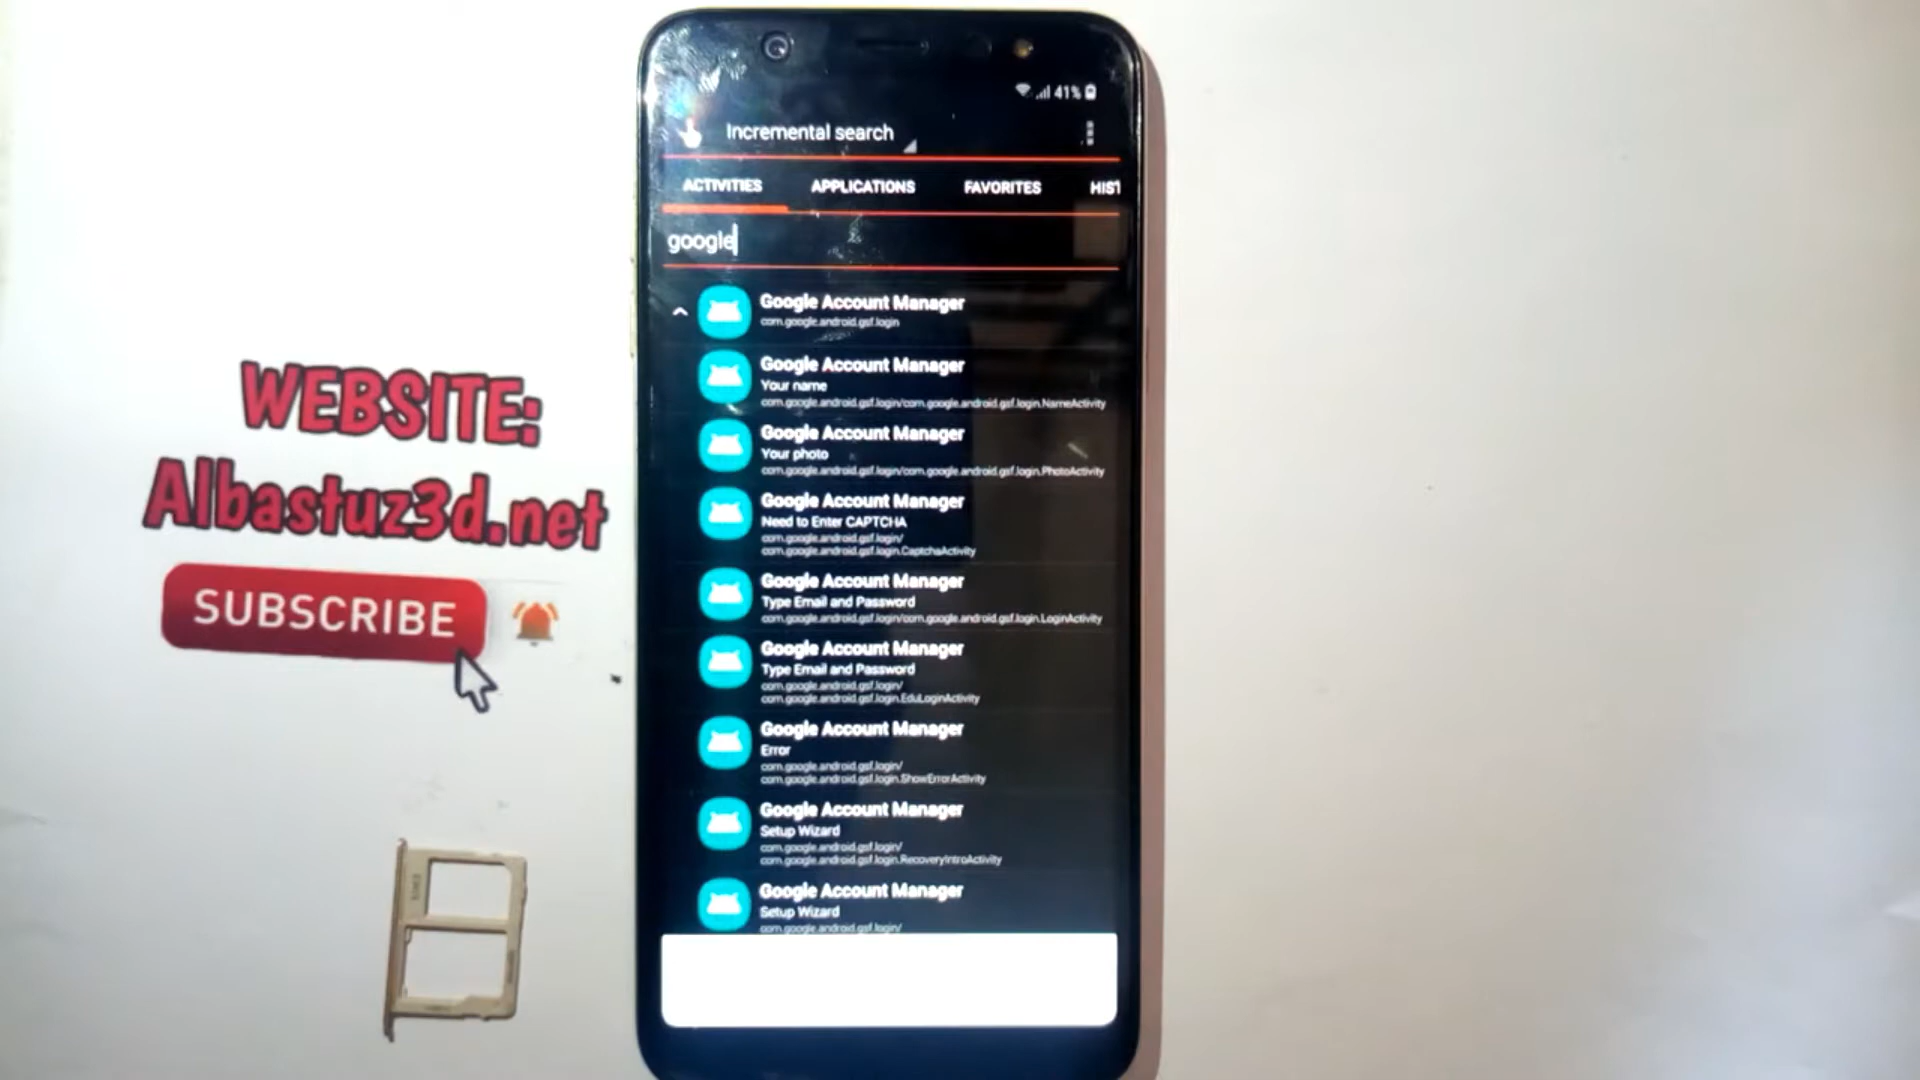 WEBSITE:
Albastuz3d.net
SUBSCRIBE
41%
Incremental search
ACTIVITIES APPLICATIONS FAVORITES HIST
google
Google Account Manager
com.google.android.gsf.login
Google Account Manager
Your name
com.google.android.gsf.login/com.google.android.gsf.login.NameActivity
Google Account Manager
Your photo
com.google.android.gsf.login/com.google.android.gsf.login.PhotoActivity
Google Account Manager
Need to Enter CAPTCHA
com.google.android.gsf.login/
com.google.android.gsf.login.CaptchaActivity
Google Account Manager
Type Email and Password
com.google.android.gsf.login/com.google.android.gsf.login.LoginActivity
Google Account Manager
Type Email and Password
com.google.android.gsf.login/
com.google.android.gsf.login.EduLoginActivity
Google Account Manager
Error
com.google.android.gsf.login/
com.google.android.gsf.login.ShowErrorActivity
Google Account Manager
Setup Wizard
com.google.android.gsf.login/
com.google.android.gsf.login.RecoveryIntroActivity
Google Account Manager
Setup Wizard
com.google.android.gsf.login/